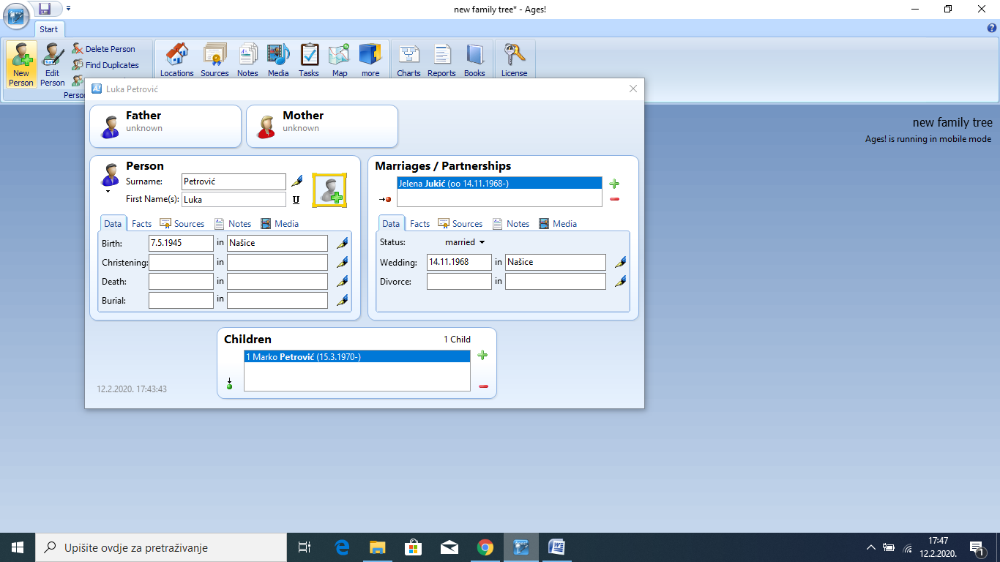 new family tree* - Ages!
Start
New Person
Edit Person
Delete Person
Find Duplicates
Locations
Sources
Notes
Media
Tasks
Map
more
Charts
Reports
Books
License
Luka Petrović
new family tree
Ages! is running in mobile mode
Father
unknown
Mother
unknown
Person
Surname: Petrović
First Name(s): Luka U
Data Facts Sources Notes Media
Birth: 7.5.1945 in Našice
Christening: in
Death: in
Burial: in
Marriages / Partnerships
Jelena Jukić (oo 14.11.1968-)
Data Facts Sources Notes Media
Status: married
Wedding: 14.11.1968 in Našice
Divorce: in
Children 1 Child
1 Marko Petrović (15.3.1970-)
12.2.2020. 17:43:43
Upišite ovdje za pretraživanje
17:47
12.2.2020.
1